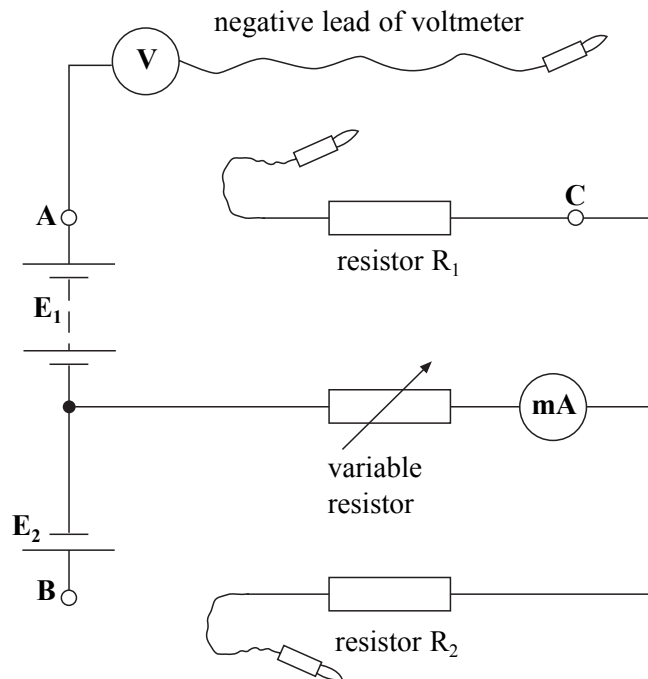 negative lead of voltmeter
V
A
C
resistor R₁
E₁
mA
variable
resistor
E₂
B
resistor R₂